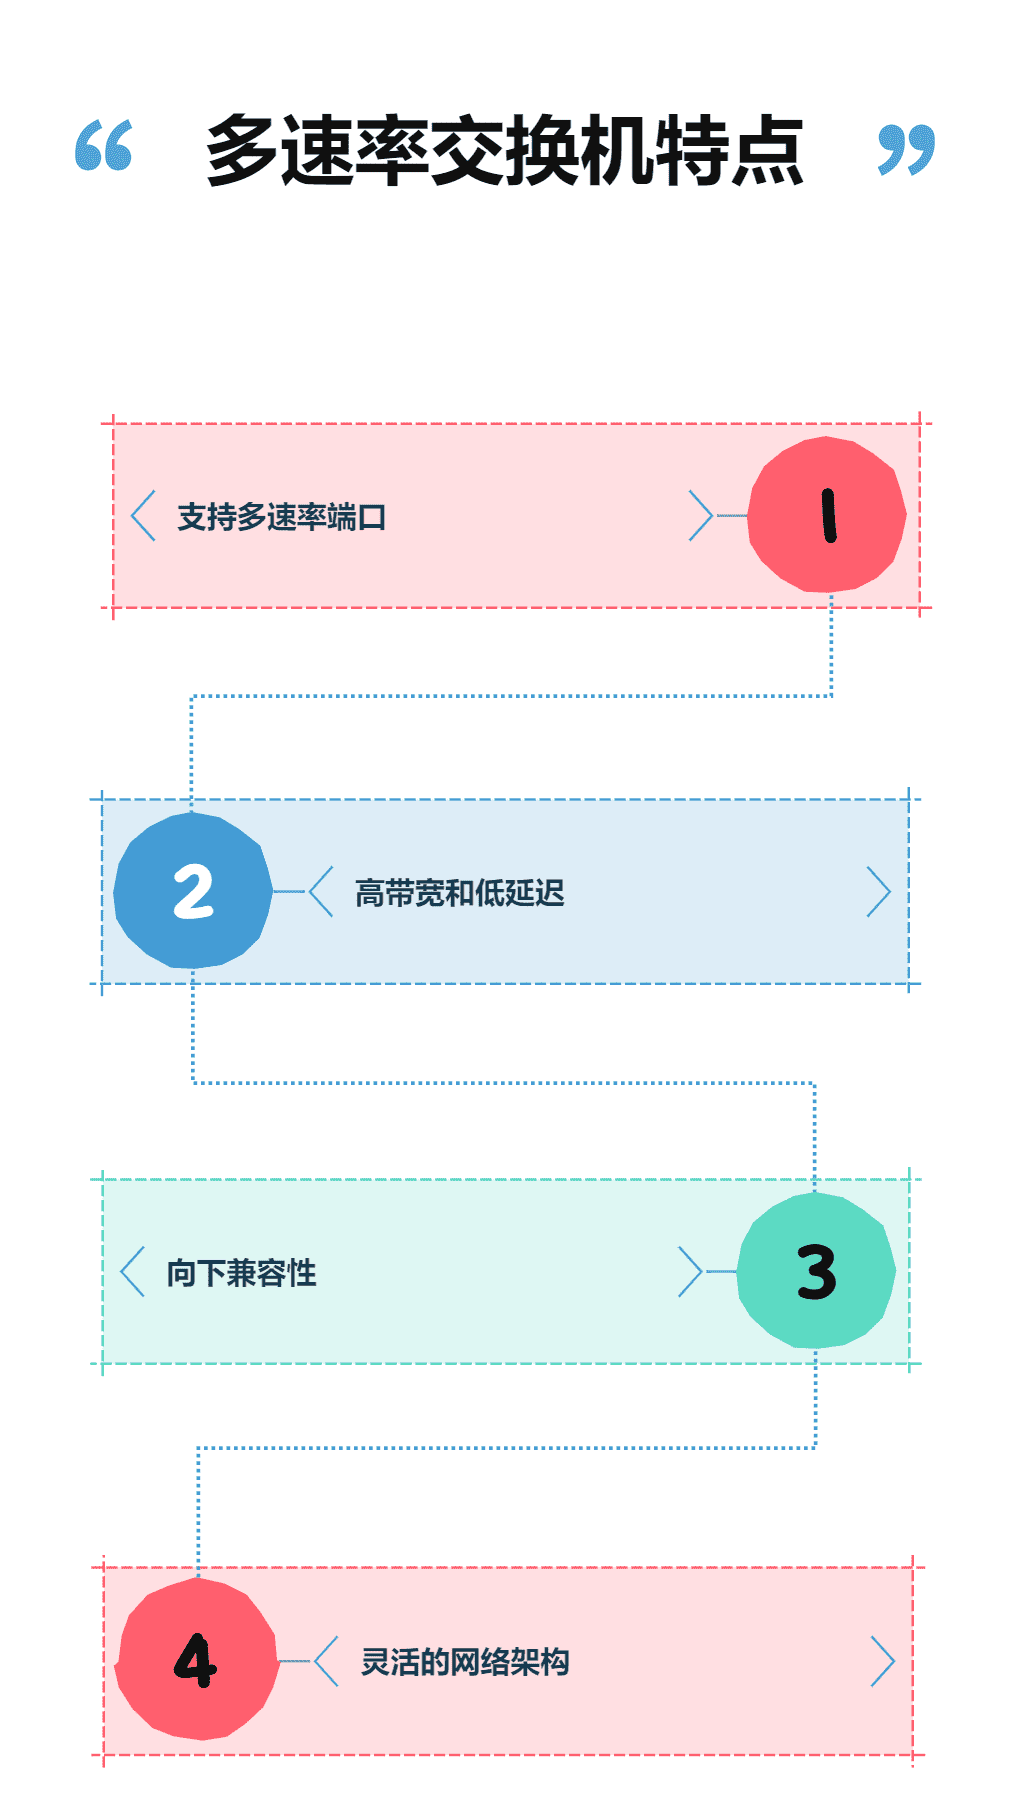 “ 多速率交换机特点 ”
支持多速率端口
1
2
高带宽和低延迟
向下兼容性
3
4
灵活的网络架构